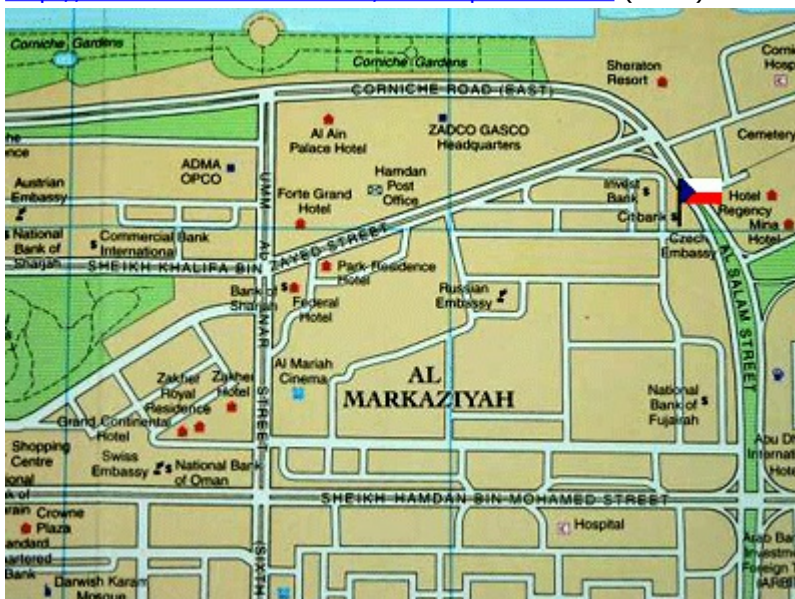 Corniche Gardens
Corniche Gardens
Sheraton
Resort
CORNICHE ROAD (EAST)
Al Ain
Palace Hotel
ZADCO GASCO
Headquarters
Cemetery
ADMA
OPCO
Hamdan
Post
Office
Austrian
Embassy
Forte Grand
Hotel
Invest
Bank
Citibank
Hotel
Regency
Mina
Hotel
National
Bank of
Sharjah
Commercial Bank
International
Czech
Embassy
SHEIKH KHALIFA BIN ZAYED STREET
Park Residence
Hotel
Bank of
Sharjah
Federal
Hotel
Russian
Embassy
AL SALAM STREET
UMM AL NAR STREET (SIXTH
Al Mariah
Cinema
AL
MARKAZIYAH
Zakher
Royal
Residence
Zakher
Hotel
National
Bank of
Fujairah
Grand Continental
Hotel
Shopping
Centre
Swiss
Embassy
National Bank
of Oman
SHEIKH HAMDAN BIN MOHAMED STREET
Crowne
Plaza
Hospital
Darwish Karam
Mosque